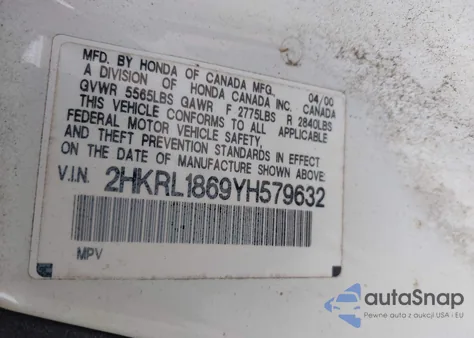 MFD. BY HONDA OF CANADA MFG. 04/00
A DIVISION OF HONDA CANADA INC. CANADA
GVWR 5565LBS GAWR F 2775LBS R 2840LBS
THIS VEHICLE CONFORMS TO ALL APPLICABLE
FEDERAL MOTOR VEHICLE SAFETY,
AND THEFT PREVENTION STANDARDS IN EFFECT
ON THE DATE OF MANUFACTURE SHOWN ABOVE:
V.I.N. 2HKRL1869YH579632
MPV
autoSnap
Pewne auta z aukcji USA i EU